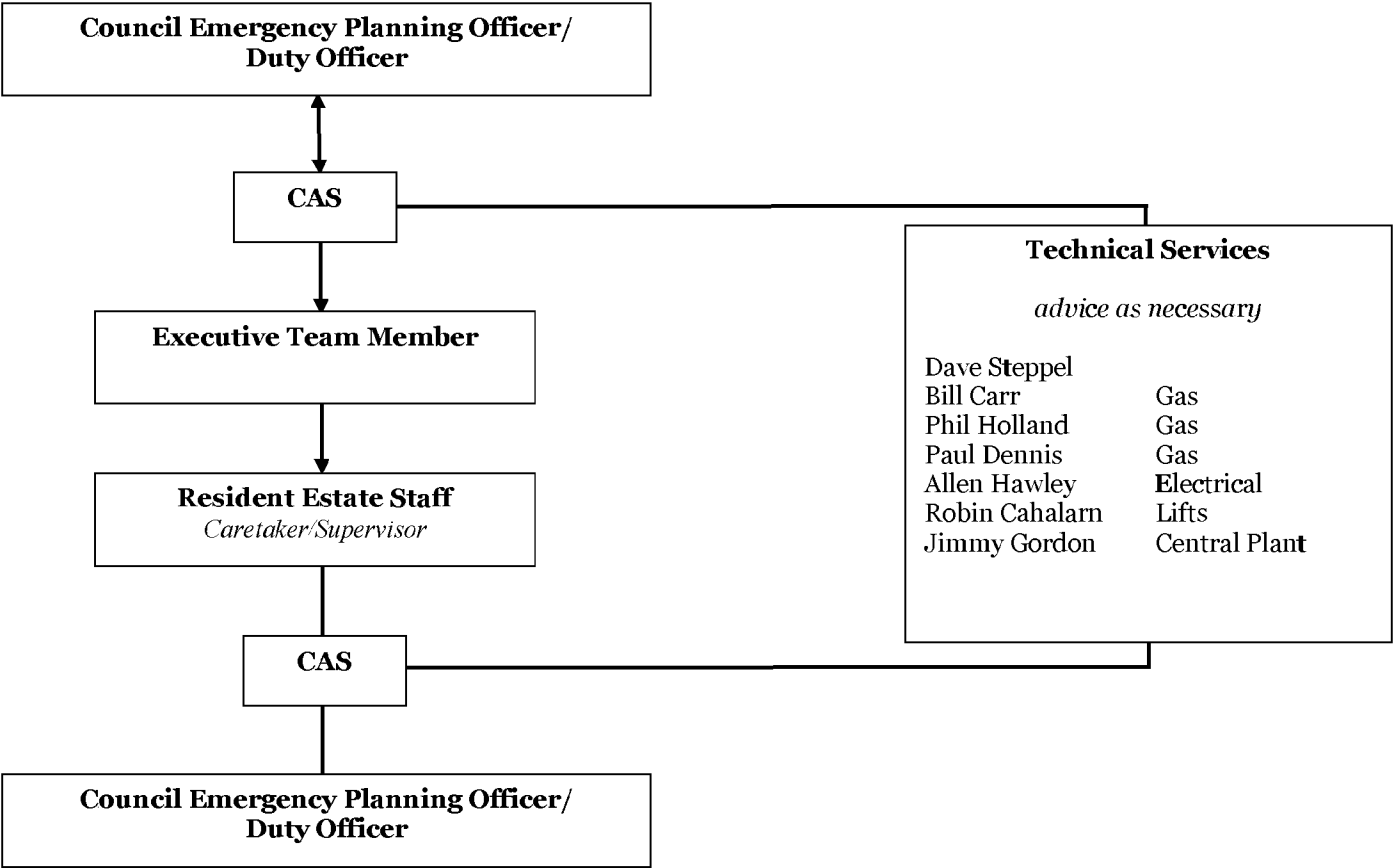 Council Emergency Planning Officer/
Duty Officer
CAS
Executive Team Member
Resident Estate Staff
Caretaker/Supervisor
CAS
Council Emergency Planning Officer/
Duty Officer
Technical Services
advice as necessary
Dave Steppel
Bill Carr Gas
Phil Holland Gas
Paul Dennis Gas
Allen Hawley Electrical
Robin Cahalarn Lifts
Jimmy Gordon Central Plant